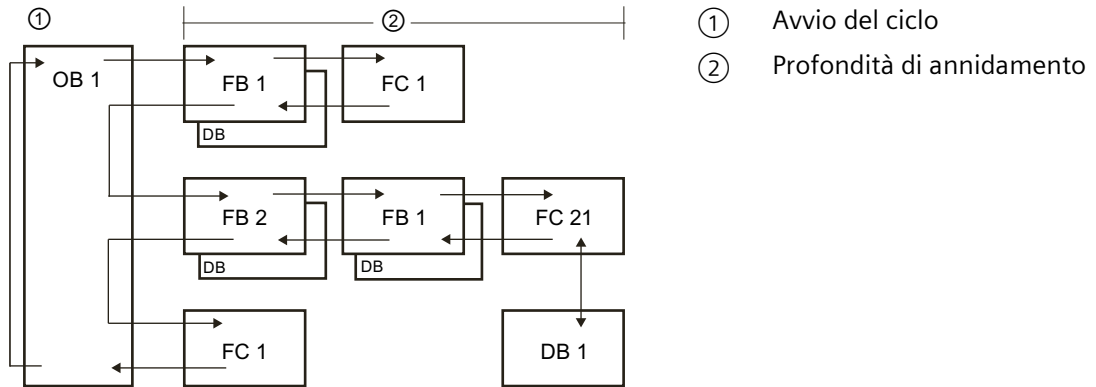 ① ② ① Avvio del ciclo
② Profondità di annidamento
OB 1 FB 1 FC 1
DB
FB 2 FB 1 FC 21
DB DB
FC 1 DB 1